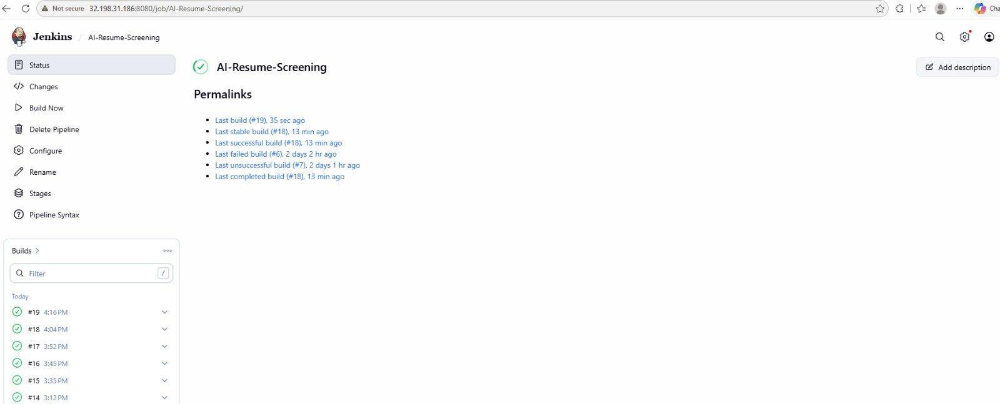 Not secure 32.198.31.186:8080/job/AI-Resume-Screening/
Cha
Jenkins / AI-Resume-Screening
Status
Changes
Build Now
Delete Pipeline
Configure
Rename
Stages
Pipeline Syntax
AI-Resume-Screening
Add description
Permalinks
Last build (#19), 35 sec ago
Last stable build (#18), 13 min ago
Last successful build (#18), 13 min ago
Last failed build (#6), 2 days 2 hr ago
Last unsuccessful build (#7), 2 days 1 hr ago
Last completed build (#18), 13 min ago
Builds
Filter /
Today
#19 4:16 PM
#18 4:04 PM
#17 3:52 PM
#16 3:45 PM
#15 3:35 PM
#14 3:12 PM